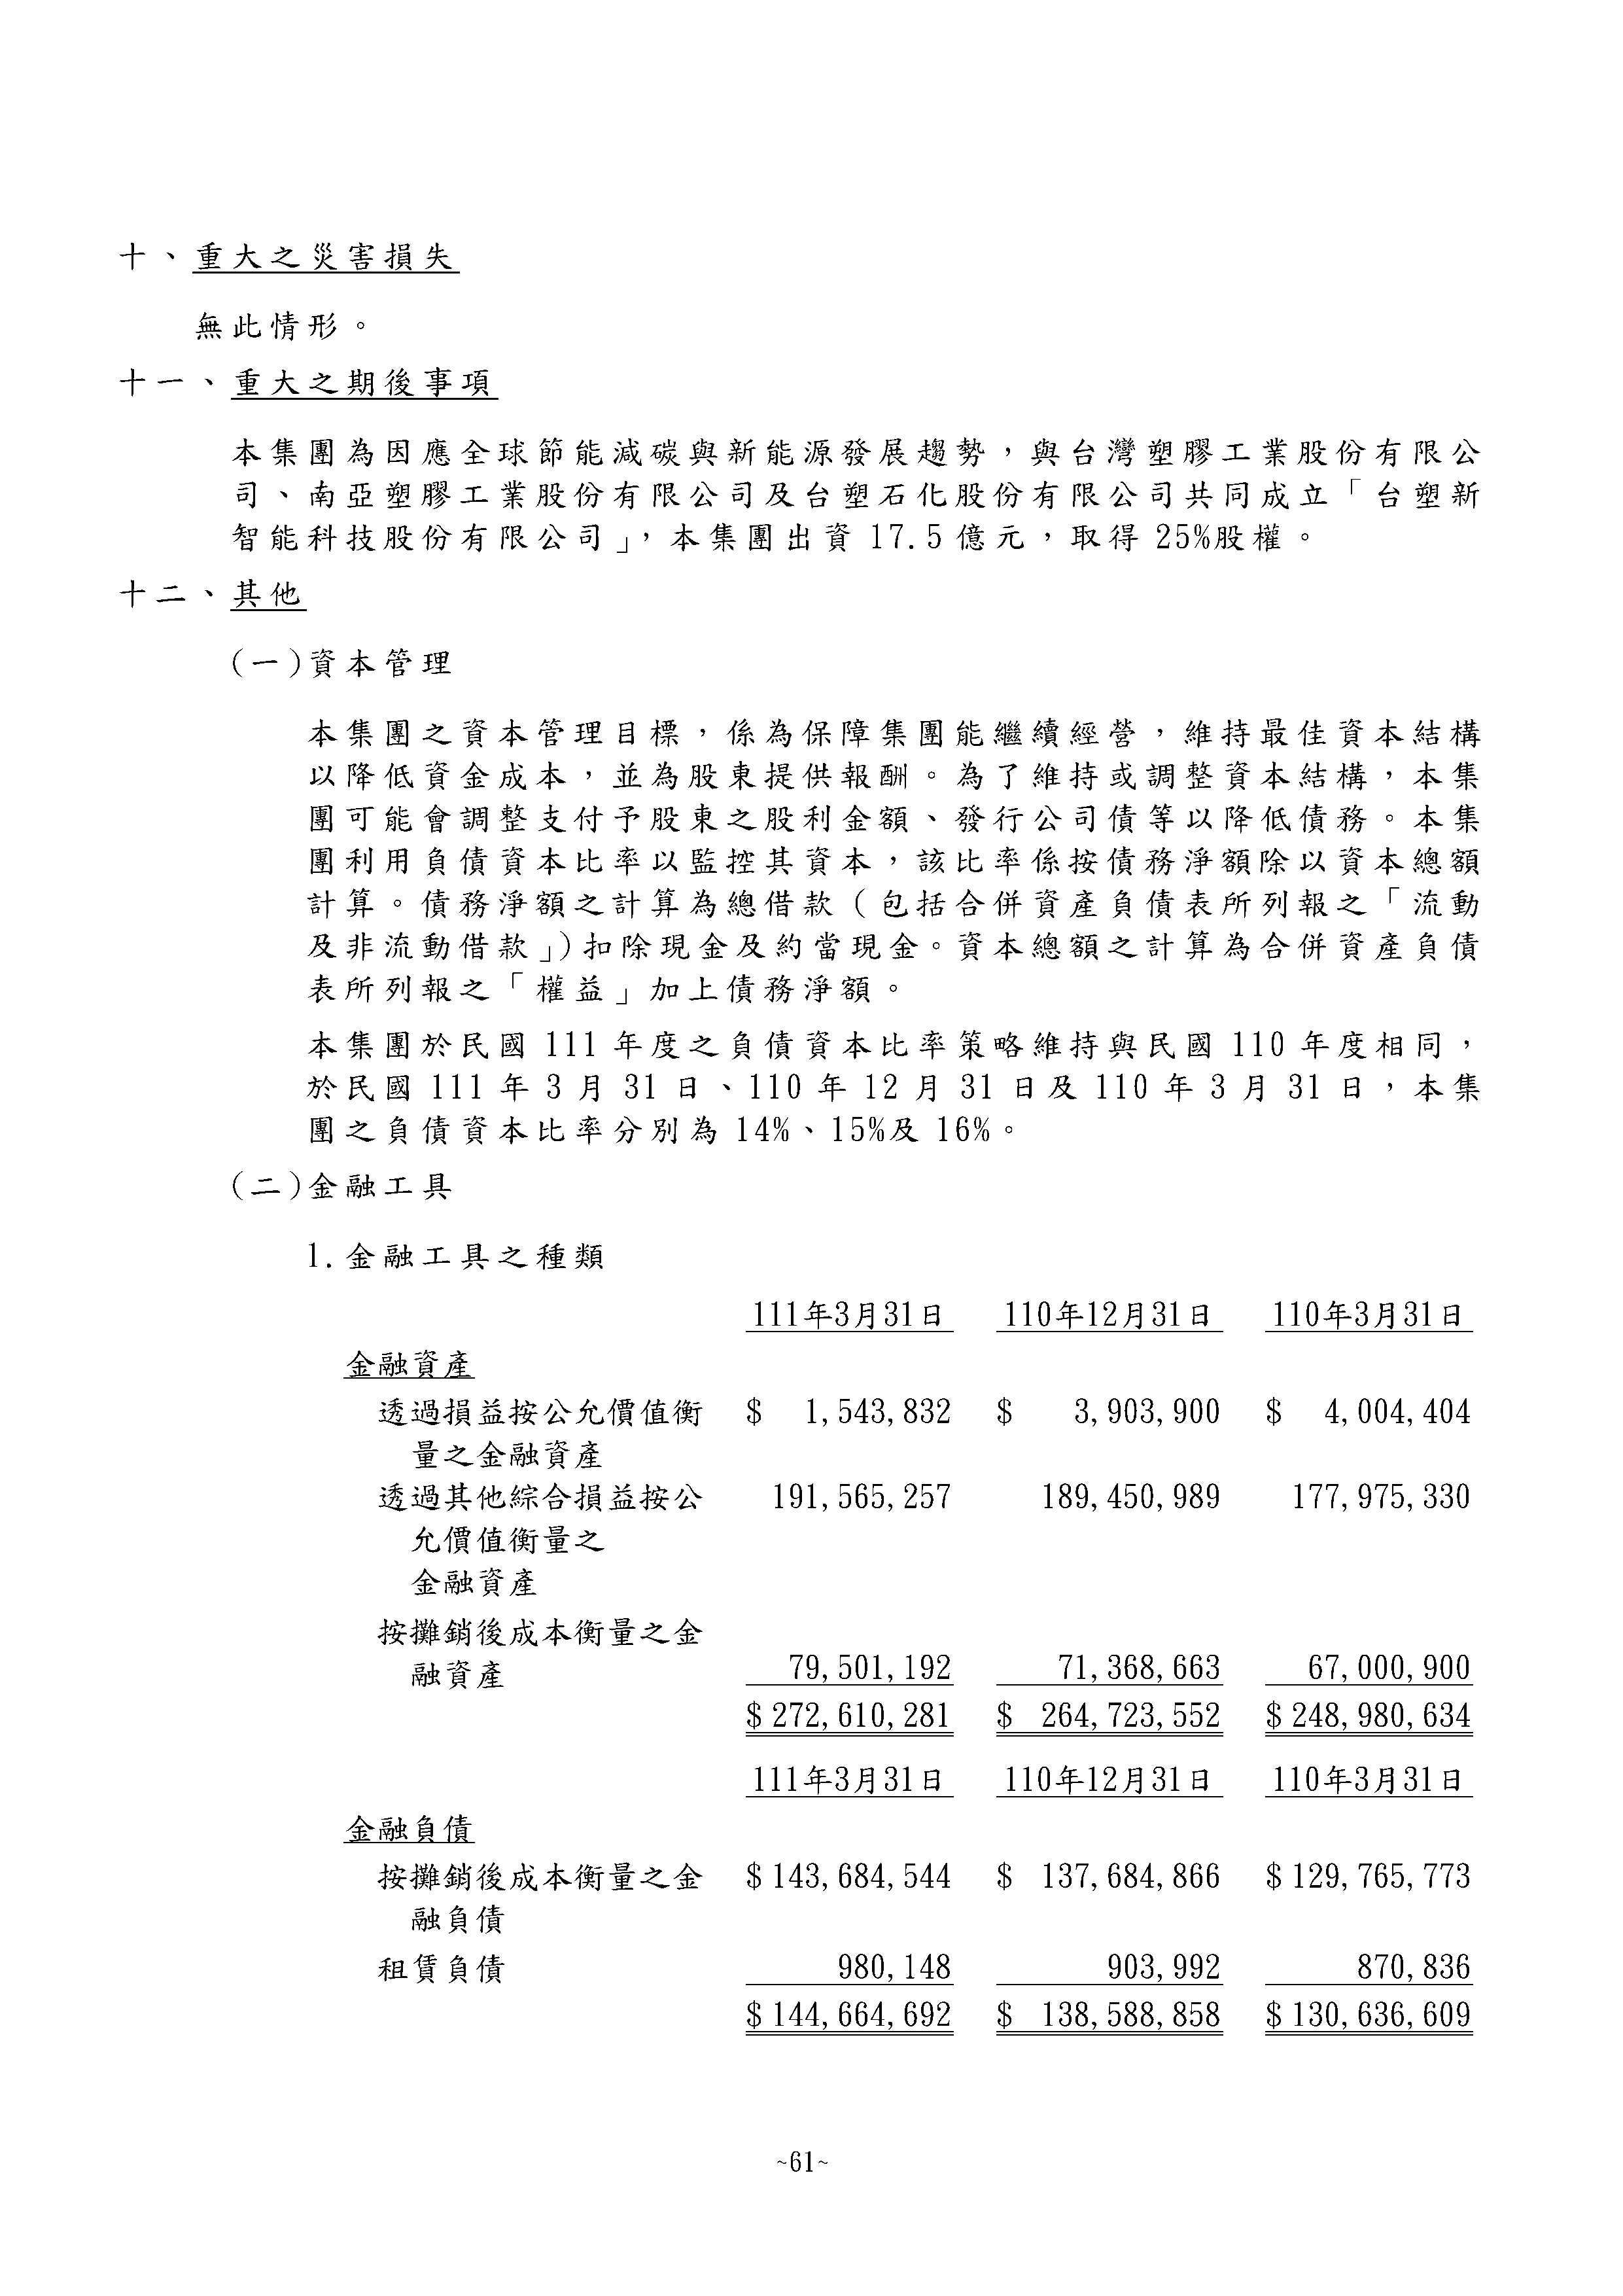 十、重大之災害損失
無此情形。
十一、重大之期後事項
本集團為因應全球節能減碳與新能源發展趨勢，與台灣塑膠工業股份有限公
司、南亞塑膠工業股份有限公司及台塑石化股份有限公司共同成立「台塑新
智能科技股份有限公司」，本集團出資 17.5 億元，取得 25%股權。
十二、其他
(一)資本管理
本集團之資本管理目標，係為保障集團能繼續經營，維持最佳資本結構
以降低資金成本，並為股東提供報酬。為了維持或調整資本結構，本集
團可能會調整支付予股東之股利金額、發行公司債等以降低債務。本集
團利用負債資本比率以監控其資本，該比率係按債務淨額除以資本總額
計算。債務淨額之計算為總借款（包括合併資產負債表所列報之「流動
及非流動借款」)扣除現金及約當現金。資本總額之計算為合併資產負債
表所列報之「權益」加上債務淨額。
本集團於民國 111 年度之負債資本比率策略維持與民國 110 年度相同，
於民國 111 年 3 月 31 日、110 年 12 月 31 日及 110 年 3 月 31 日，本集
團之負債資本比率分別為 14%、15%及 16%。
(二)金融工具
1.金融工具之種類
111年3月31日 110年12月31日 110年3月31日
金融資產
透過損益按公允價值衡 $ 1,543,832 $ 3,903,900 $ 4,004,404
量之金融資產
透過其他綜合損益按公 191,565,257 189,450,989 177,975,330
允價值衡量之
金融資產
按攤銷後成本衡量之金
融資產 79,501,192 71,368,663 67,000,900
$ 272,610,281 $ 264,723,552 $ 248,980,634
111年3月31日 110年12月31日 110年3月31日
金融負債
按攤銷後成本衡量之金 $ 143,684,544 $ 137,684,866 $ 129,765,773
融負債
租賃負債 980,148 903,992 870,836
$ 144,664,692 $ 138,588,858 $ 130,636,609
~61~